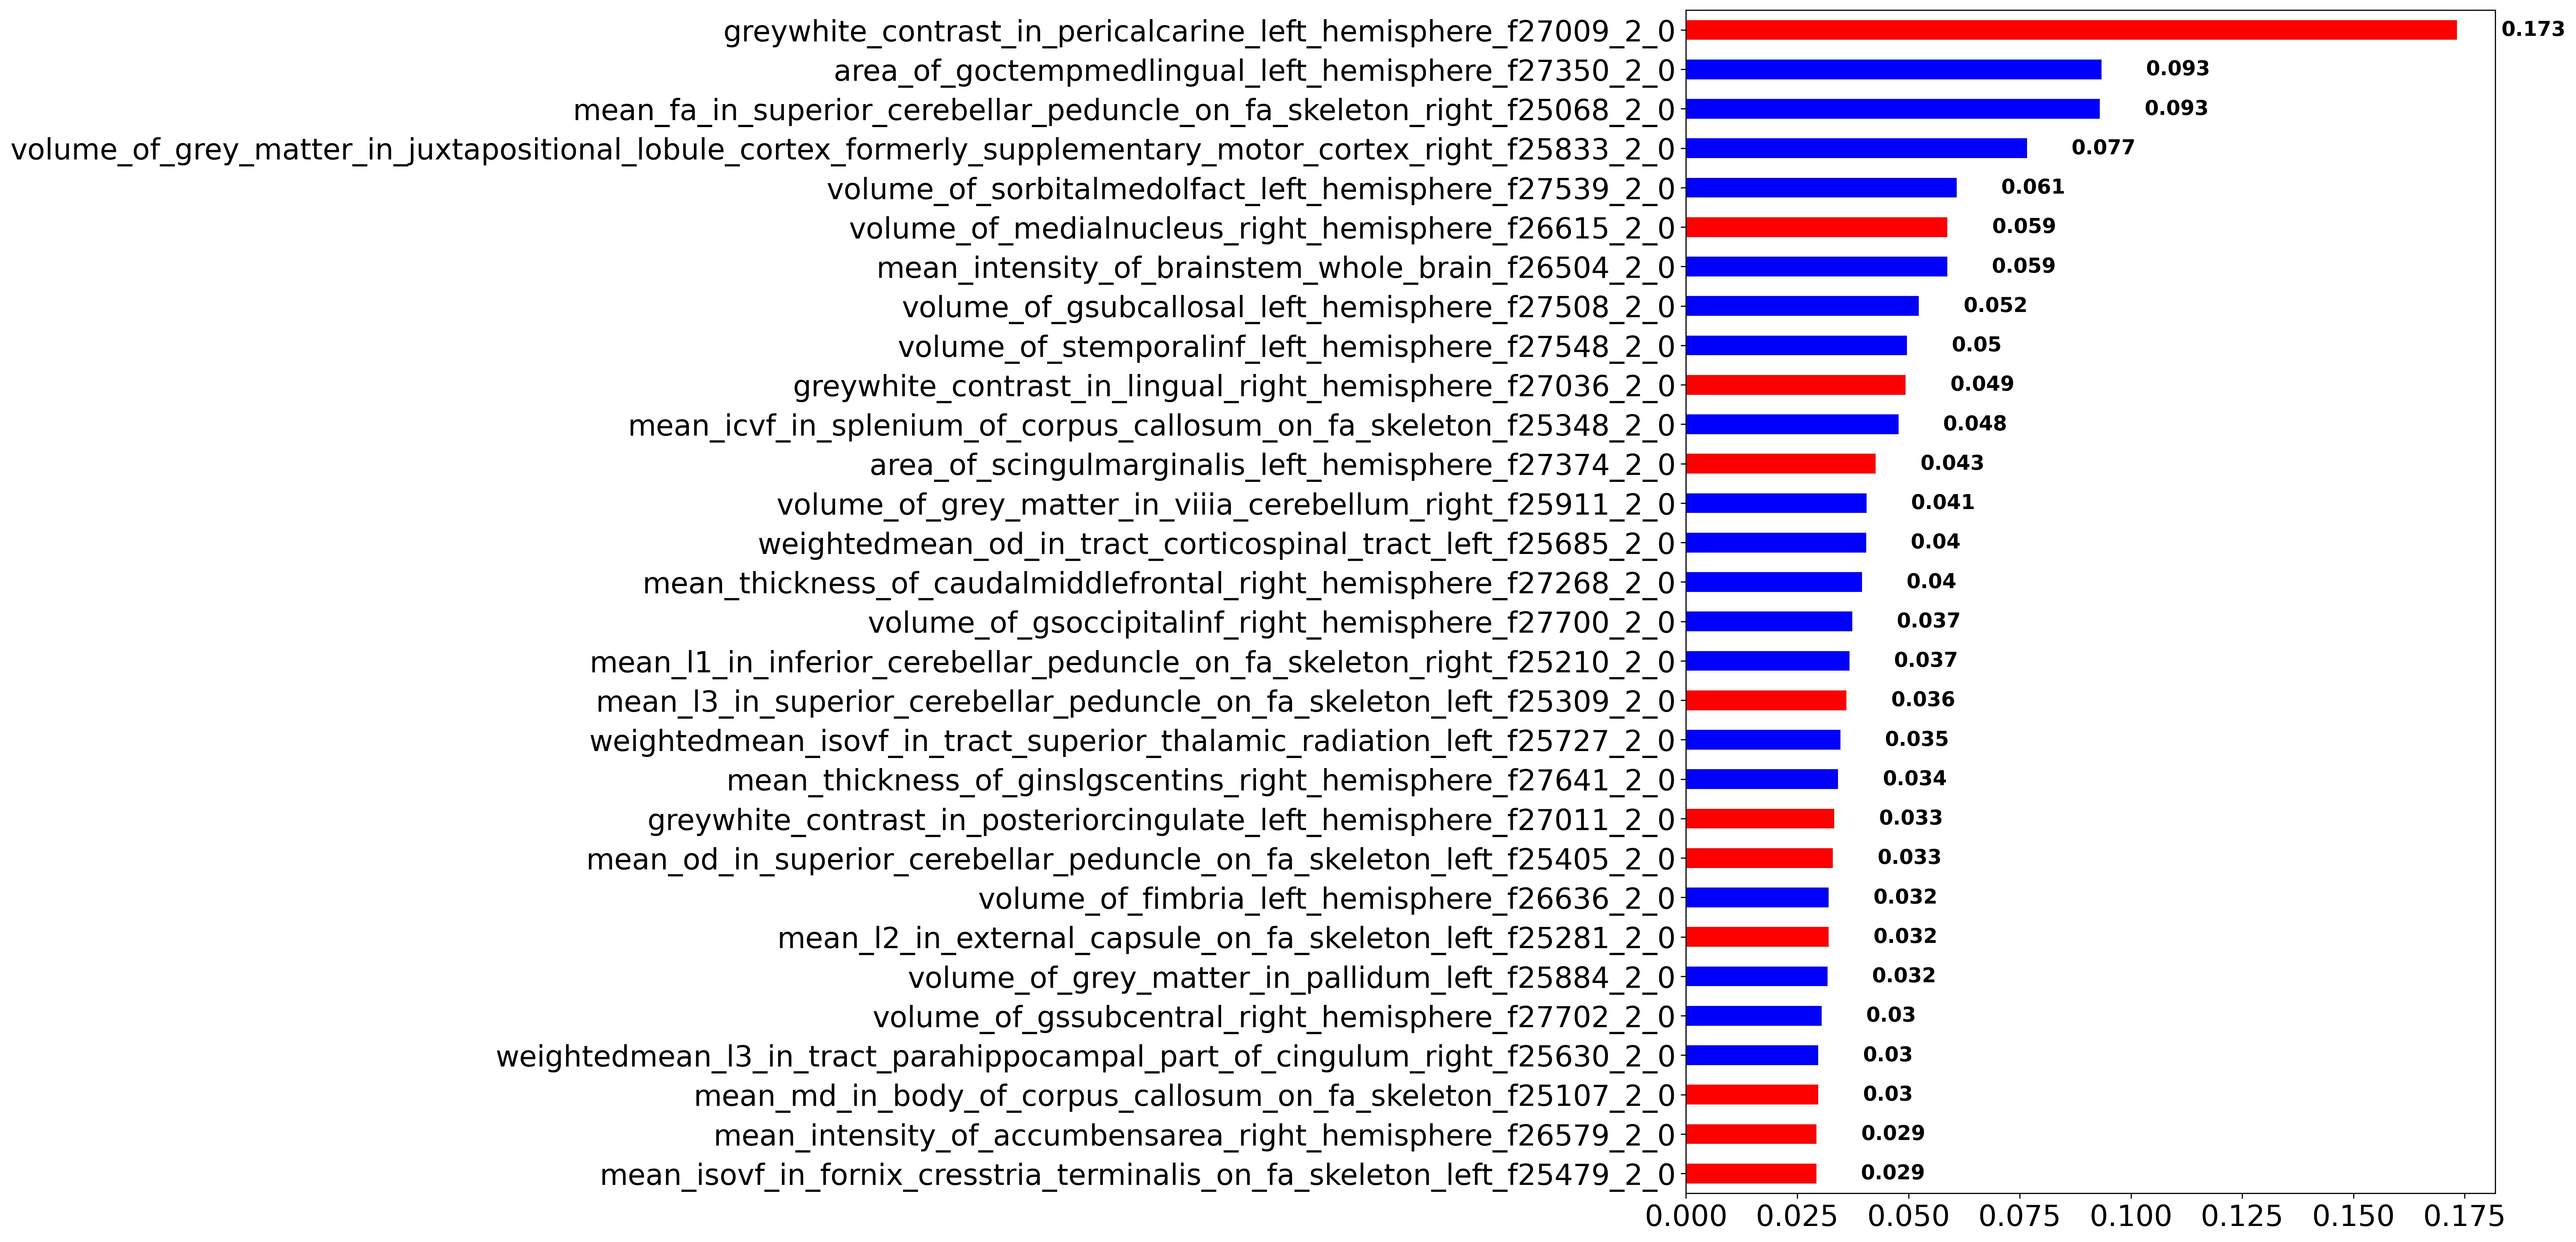 greywhite_contrast_in_pericalcarine_left_hemisphere_f27009_2_0 0.173
area_of_goctempmedlingual_left_hemisphere_f27350_2_0 0.093
mean_fa_in_superior_cerebellar_peduncle_on_fa_skeleton_right_f25068_2_0 0.093
volume_of_grey_matter_in_juxtapositional_lobule_cortex_formerly_supplementary_motor_cortex_right_f25833_2_0 0.077
volume_of_sorbitalmedolfact_left_hemisphere_f27539_2_0 0.061
volume_of_medialnucleus_right_hemisphere_f26615_2_0 0.059
mean_intensity_of_brainstem_whole_brain_f26504_2_0 0.059
volume_of_gsubcallosal_left_hemisphere_f27508_2_0 0.052
volume_of_stemporalinf_left_hemisphere_f27548_2_0 0.05
greywhite_contrast_in_lingual_right_hemisphere_f27036_2_0 0.049
mean_icvf_in_splenium_of_corpus_callosum_on_fa_skeleton_f25348_2_0 0.048
area_of_scingulmarginalis_left_hemisphere_f27374_2_0 0.043
volume_of_grey_matter_in_viiia_cerebellum_right_f25911_2_0 0.041
weightedmean_od_in_tract_corticospinal_tract_left_f25685_2_0 0.04
mean_thickness_of_caudalmiddlefrontal_right_hemisphere_f27268_2_0 0.04
volume_of_gsoccipitalinf_right_hemisphere_f27700_2_0 0.037
mean_l1_in_inferior_cerebellar_peduncle_on_fa_skeleton_right_f25210_2_0 0.037
mean_l3_in_superior_cerebellar_peduncle_on_fa_skeleton_left_f25309_2_0 0.036
weightedmean_isovf_in_tract_superior_thalamic_radiation_left_f25727_2_0 0.035
mean_thickness_of_ginslgscentins_right_hemisphere_f27641_2_0 0.034
greywhite_contrast_in_posteriorcingulate_left_hemisphere_f27011_2_0 0.033
mean_od_in_superior_cerebellar_peduncle_on_fa_skeleton_left_f25405_2_0 0.033
volume_of_fimbria_left_hemisphere_f26636_2_0 0.032
mean_l2_in_external_capsule_on_fa_skeleton_left_f25281_2_0 0.032
volume_of_grey_matter_in_pallidum_left_f25884_2_0 0.032
volume_of_gssubcentral_right_hemisphere_f27702_2_0 0.03
weightedmean_l3_in_tract_parahippocampal_part_of_cingulum_right_f25630_2_0 0.03
mean_md_in_body_of_corpus_callosum_on_fa_skeleton_f25107_2_0 0.03
mean_intensity_of_accumbensarea_right_hemisphere_f26579_2_0 0.029
mean_isovf_in_fornix_cresstria_terminalis_on_fa_skeleton_left_f25479_2_0 0.029
0.000 0.025 0.050 0.075 0.100 0.125 0.150 0.175